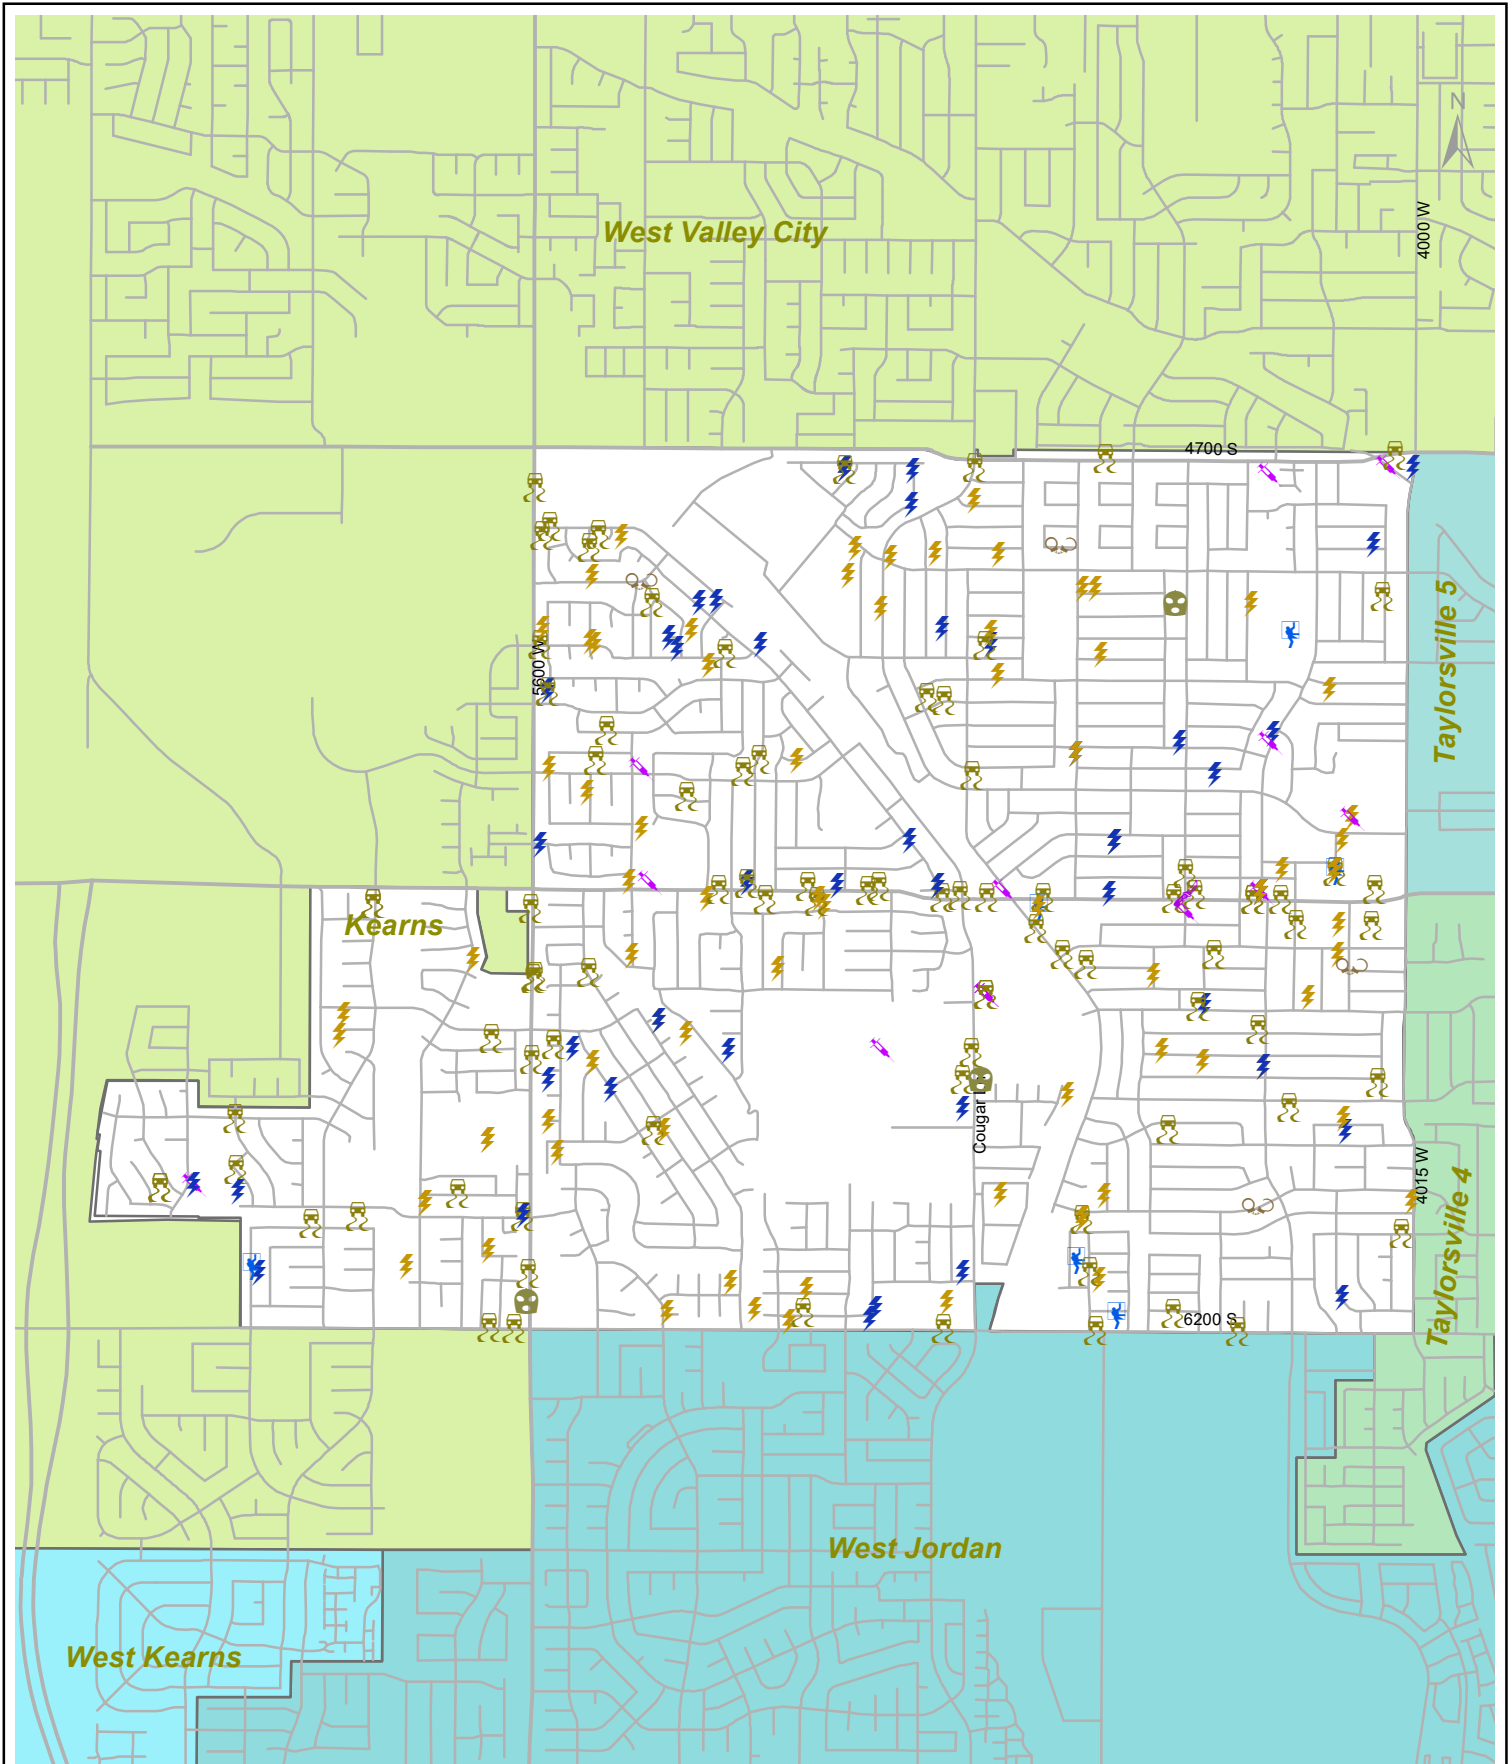 N
4000 W
West Valley City
4700 S
Taylorsville 5
5600 W
Kearns
Cougar
4015 W
Taylorsville 4
6200 S
West Jordan
West Kearns